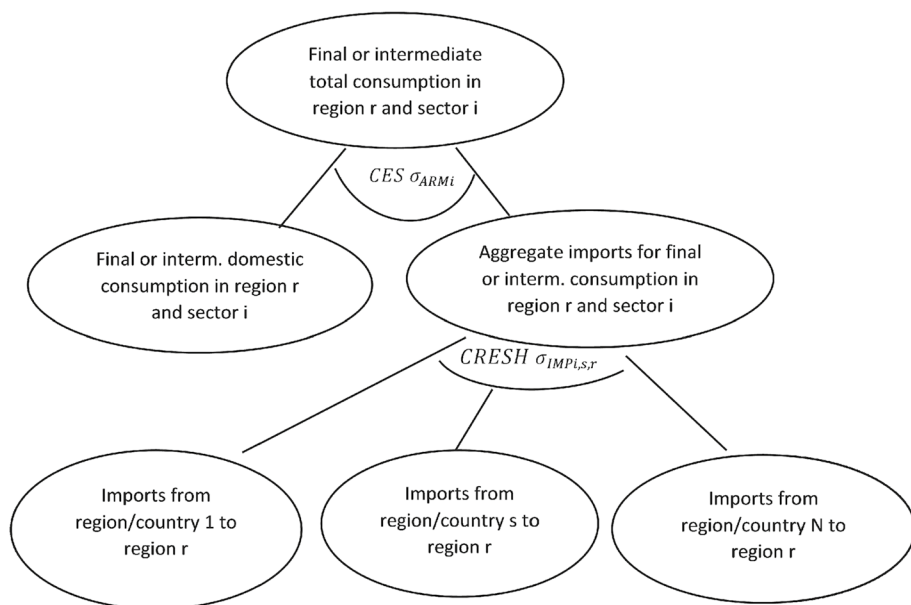 Final or intermediate
total consumption in
region r and sector i
CES σ_ARMi
Final or interm. domestic
consumption in region r
and sector i
Aggregate imports for final
or interm. consumption in
region r and sector i
CRESH σ_IMPi,s,r
Imports from
region/country 1 to
region r
Imports from
region/country s to
region r
Imports from
region/country N to
region r